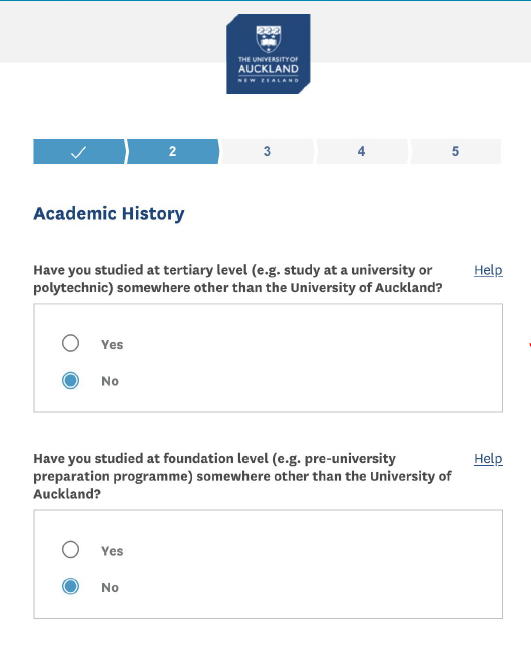 THE UNIVERSITY OF
AUCKLAND
NEW ZEALAND
2 3 4 5
Academic History
Have you studied at tertiary level (e.g. study at a university or Help
polytechnic) somewhere other than the University of Auckland?
Yes
No
Have you studied at foundation level (e.g. pre-university Help
preparation programme) somewhere other than the University of
Auckland?
Yes
No